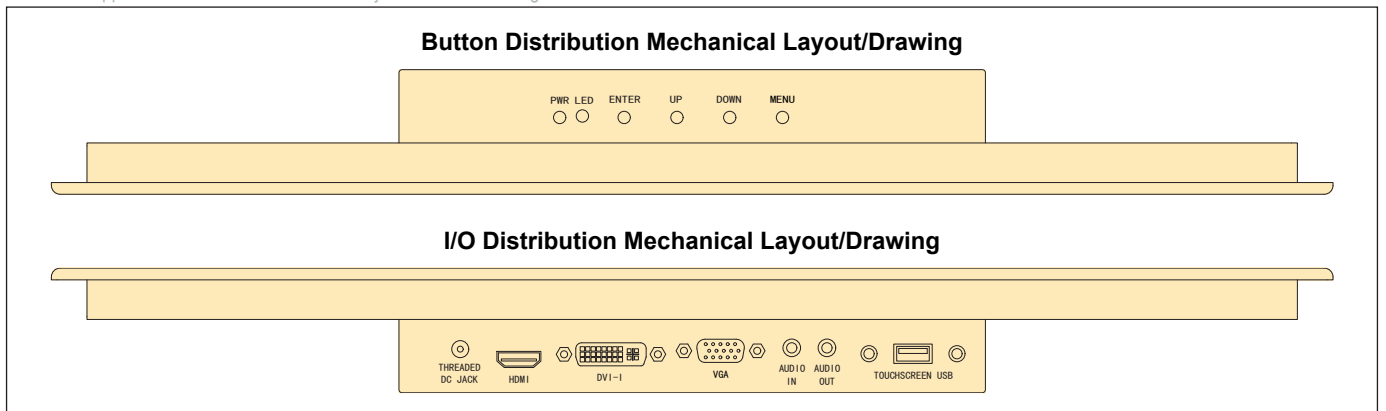 Button Distribution Mechanical Layout/Drawing
PWR LED ENTER UP DOWN MENU
I/O Distribution Mechanical Layout/Drawing
THREADED DC JACK
HDMI
DVI-I
VGA
AUDIO IN
AUDIO OUT
TOUCHSCREEN USB